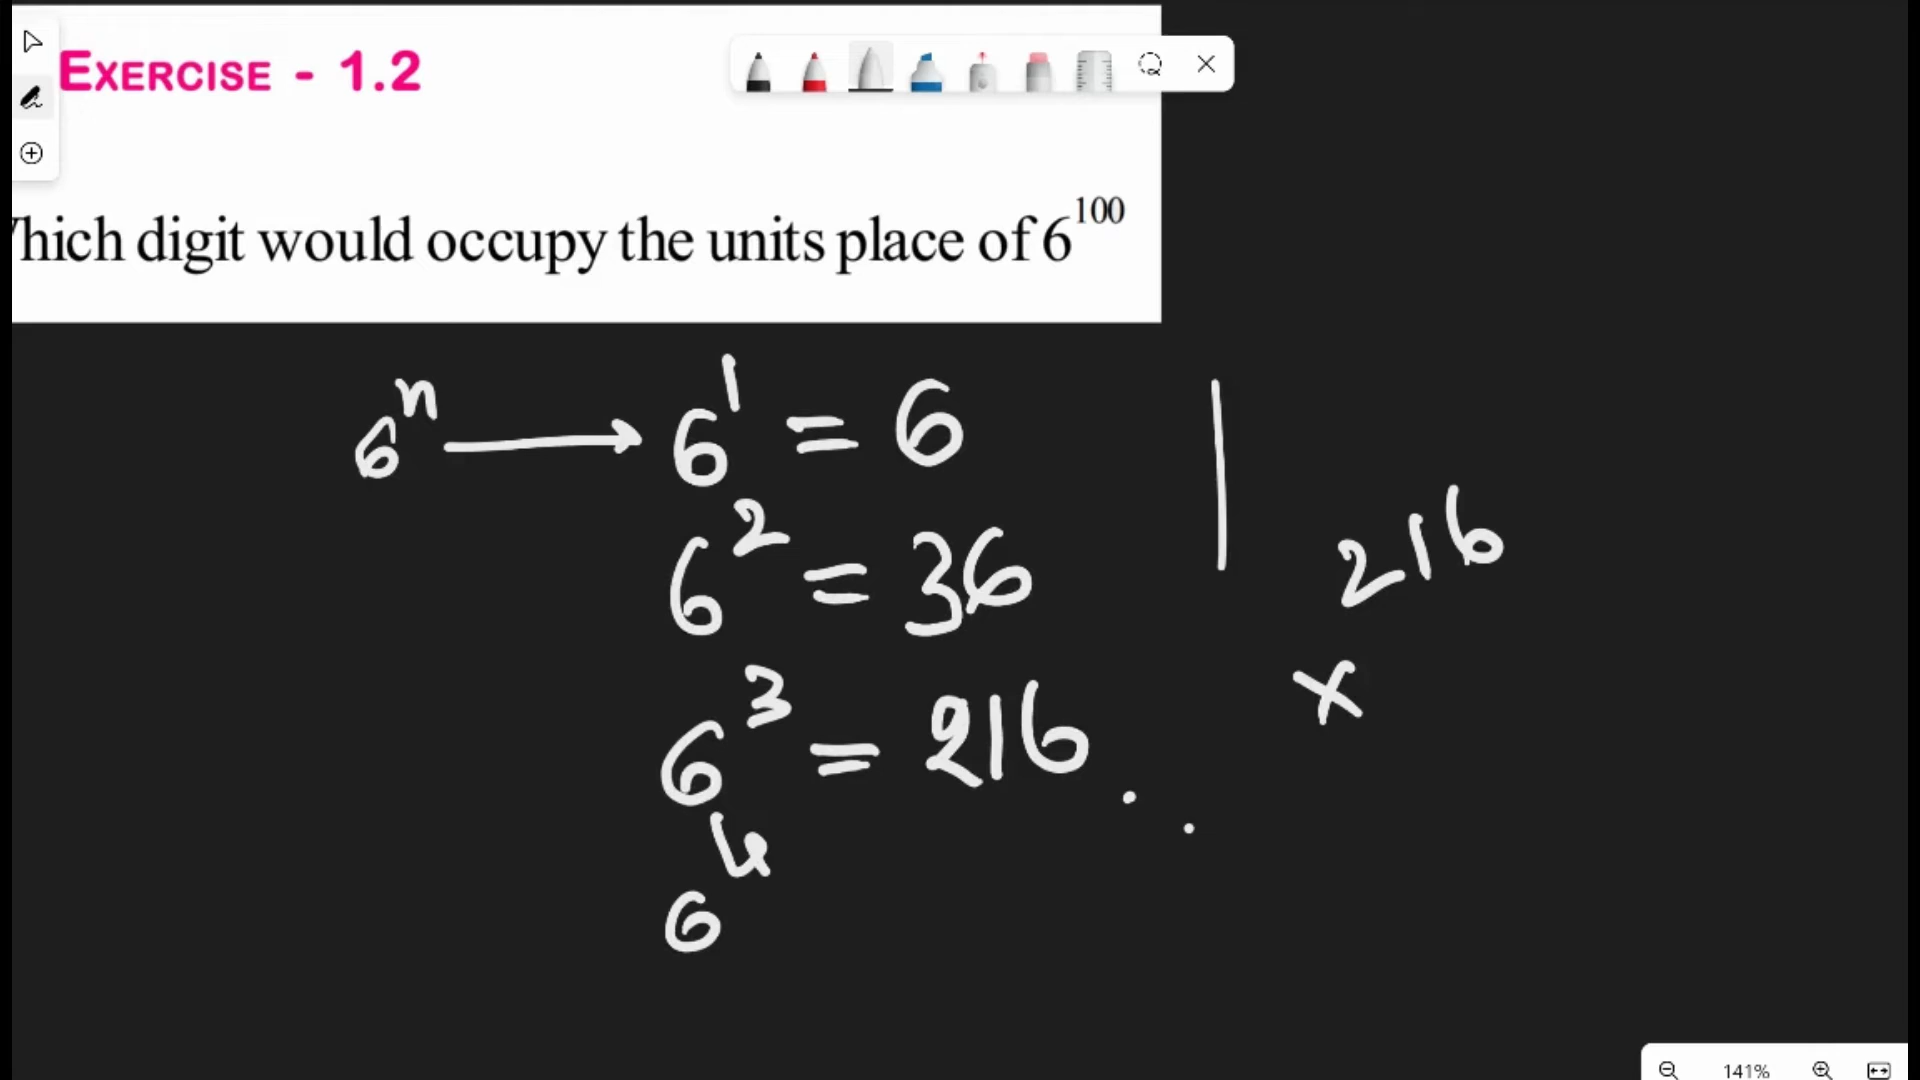 EXERCISE - 1.2
hich digit would occupy the units place of 6^100
6^n → 6^1 = 6
6^2 = 36
216
6^3 = 216 . .
×
6^4
141%